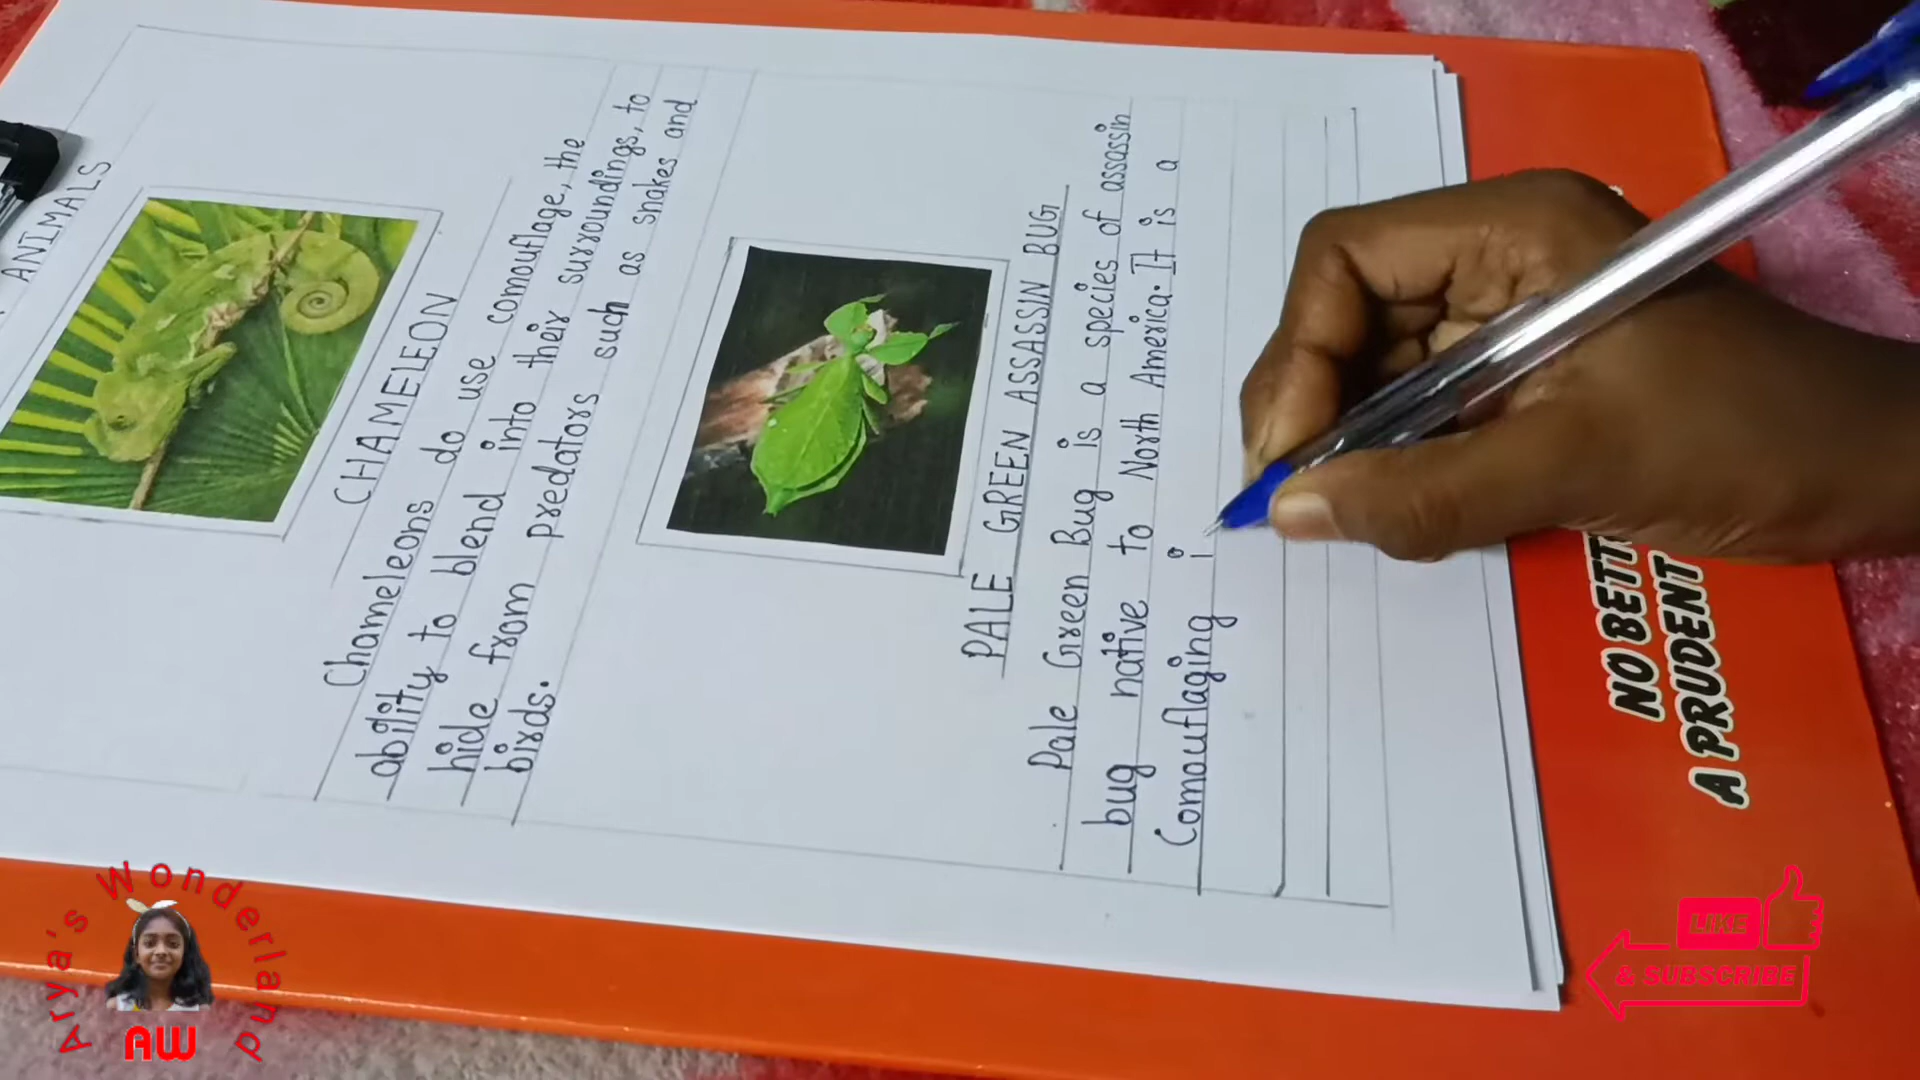 ANIMALS
CHAMELEON
Chameleons do use comouflage, the
ability to blend into their surroundings, to
hide from predators such as snakes and
birds.
PALE GREEN ASSASSIN BUG
Pale Green Bug is a species of assassin
bug native to North America. It is a
Comouflaging i
NO BETT
A PRUDENT
Arya's Wonderland
AW
LIKE
& SUBSCRIBE